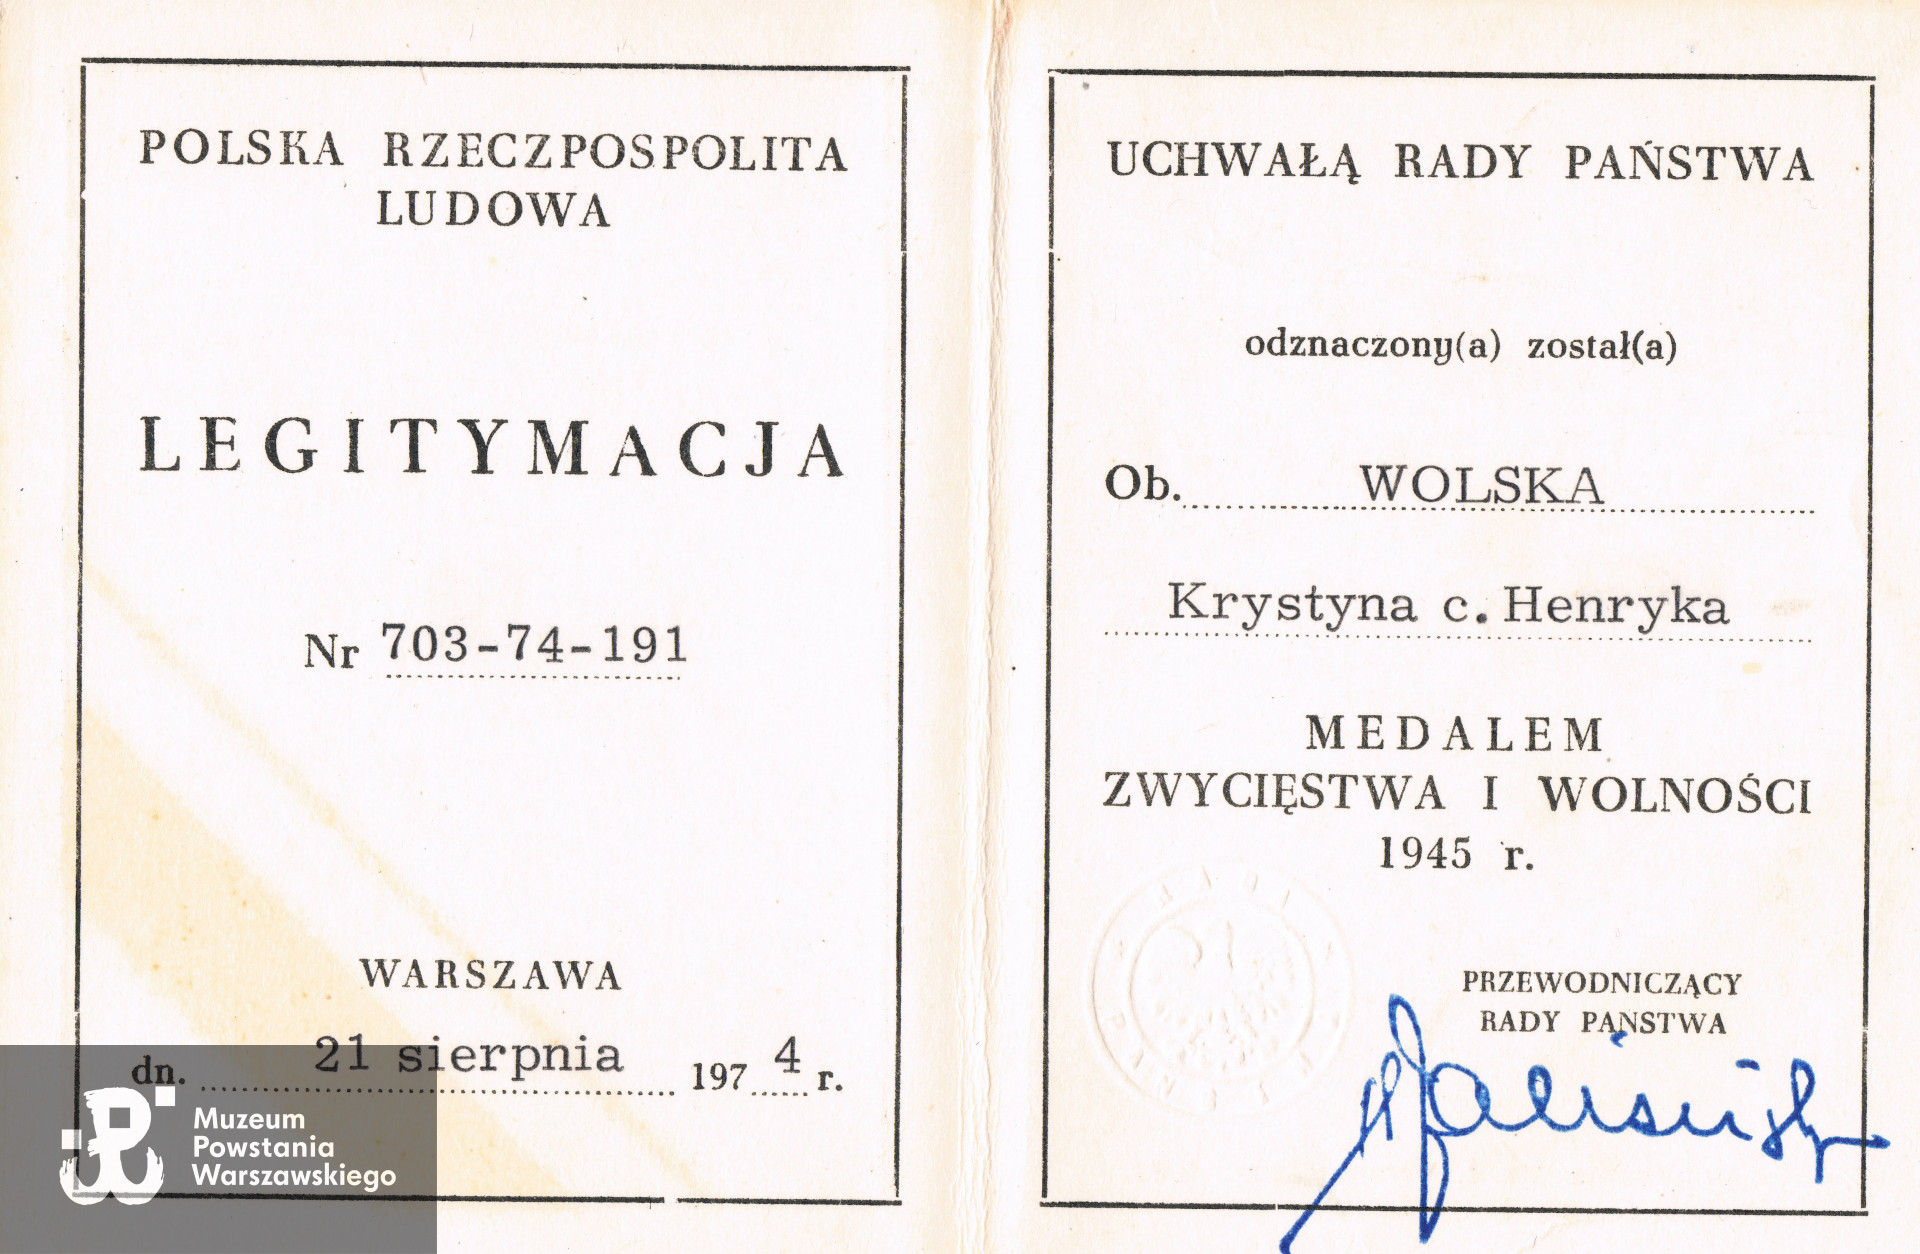 POLSKA RZECZPOSPOLITA
LUDOWA
LEGITYMACJA
Nr 703-74-191
WARSZAWA
dn. 21 sierpnia 1974 r.
Muzeum
Powstania
Warszawskiego
UCHWAŁĄ RADY PAŃSTWA
odznaczony(a) został(a)
Ob. WOLSKA
Krystyna c. Henryka
MEDALEM
ZWYCIĘSTWA I WOLNOŚCI
1945 r.
PRZEWODNICZĄCY
RADY PAŃSTWA